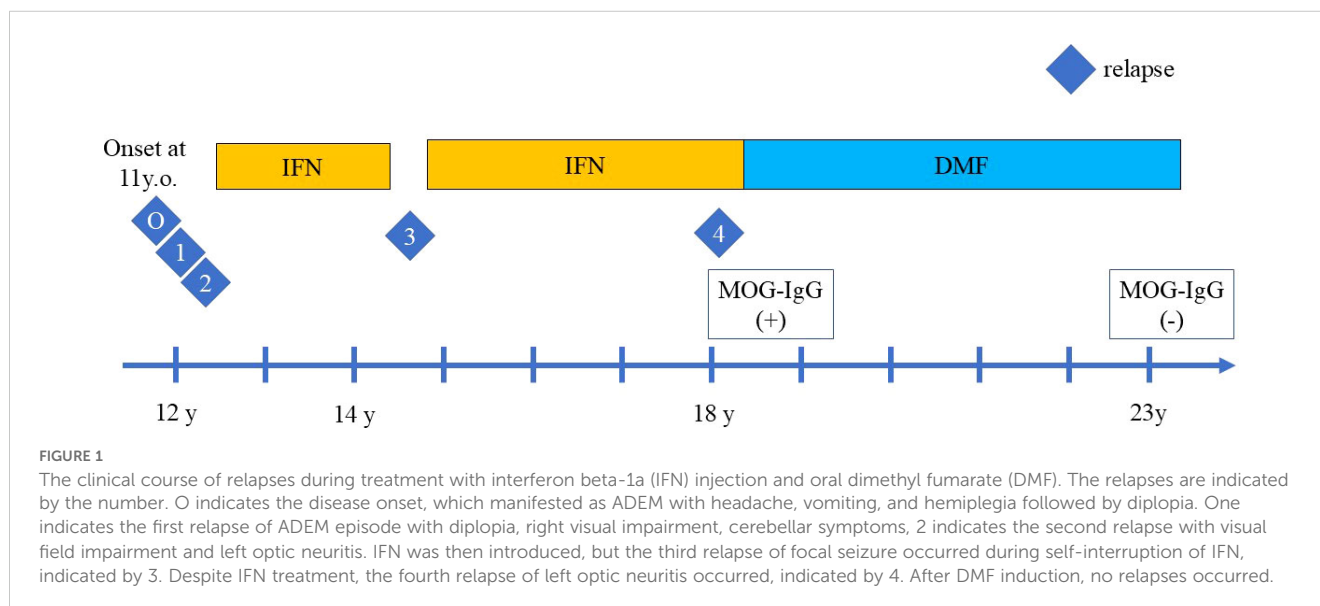 relapse
Onset at
11y.o.
IFN
IFN
DMF
O
1
2
3
4
MOG-IgG
(+)
MOG-IgG
(-)
12 y
14 y
18 y
23y
FIGURE 1
The clinical course of relapses during treatment with interferon beta-1a (IFN) injection and oral dimethyl fumarate (DMF). The relapses are indicated
by the number. O indicates the disease onset, which manifested as ADEM with headache, vomiting, and hemiplegia followed by diplopia. One
indicates the first relapse of ADEM episode with diplopia, right visual impairment, cerebellar symptoms, 2 indicates the second relapse with visual
field impairment and left optic neuritis. IFN was then introduced, but the third relapse of focal seizure occurred during self-interruption of IFN,
indicated by 3. Despite IFN treatment, the fourth relapse of left optic neuritis occurred, indicated by 4. After DMF induction, no relapses occurred.